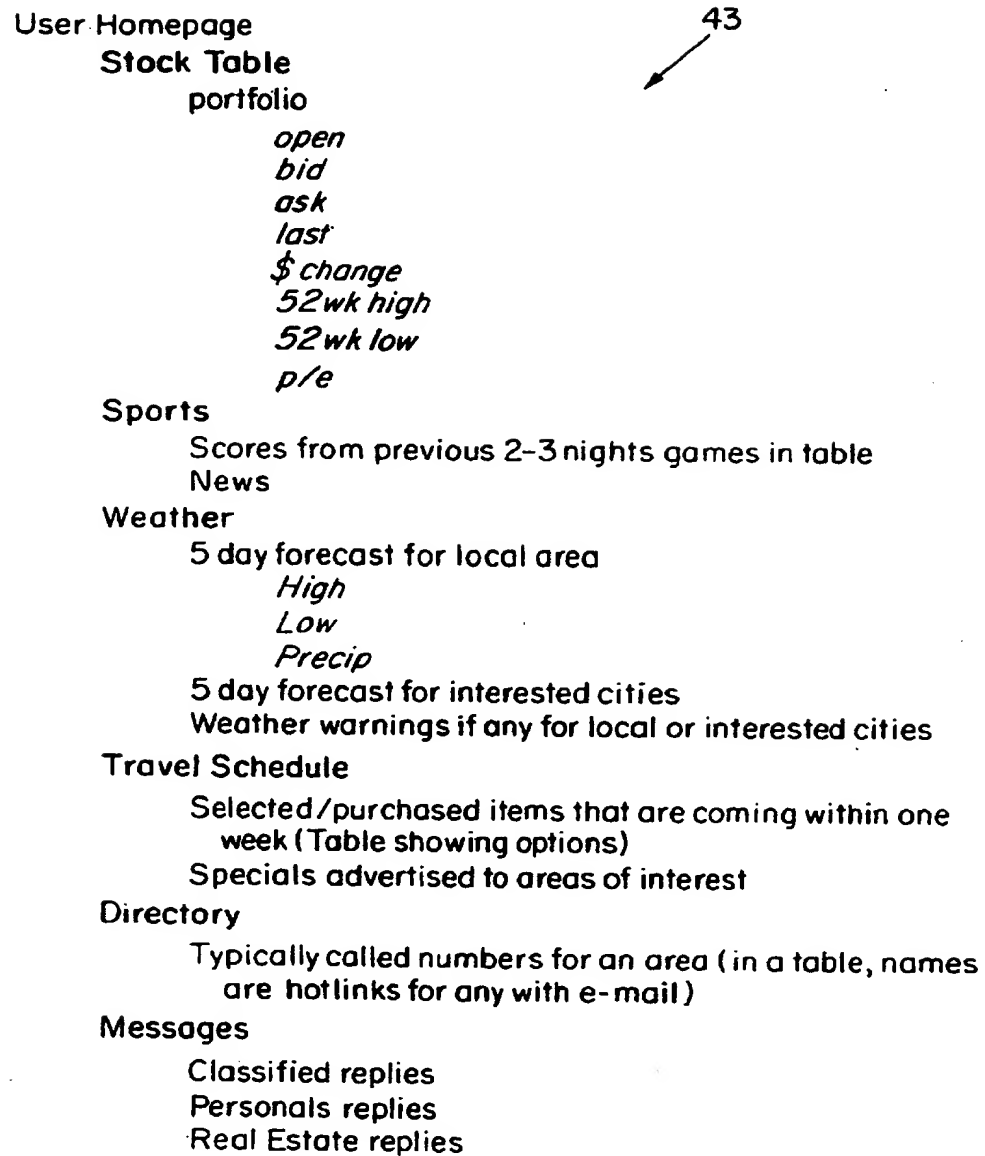 User Homepage
43
Stock Table
portfolio
open
bid
ask
last
$ change
52wk high
52wk low
p/e
Sports
Scores from previous 2-3 nights games in table
News
Weather
5 day forecast for local area
High
Low
Precip
5 day forecast for interested cities
Weather warnings if any for local or interested cities
Travel Schedule
Selected/purchased items that are coming within one
week (Table showing options)
Specials advertised to areas of interest
Directory
Typically called numbers for an area (in a table, names
are hotlinks for any with e-mail)
Messages
Classified replies
Personals replies
Real Estate replies